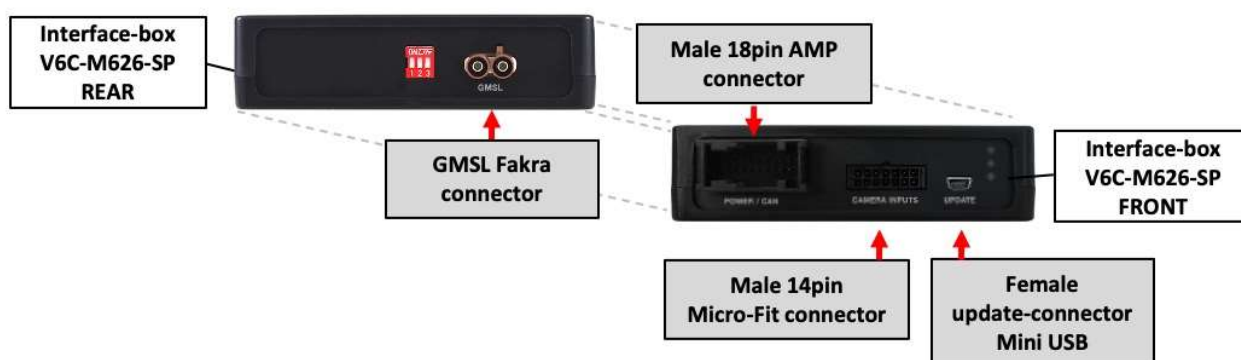 Interface-box
V6C-M626-SP
REAR
ON
1 2 3
GMSL
Male 18pin AMP
connector
GMSL Fakra
connector
POWER / CAN
CAMERA INPUTS
UPDATE
Interface-box
V6C-M626-SP
FRONT
Male 14pin
Micro-Fit connector
Female
update-connector
Mini USB